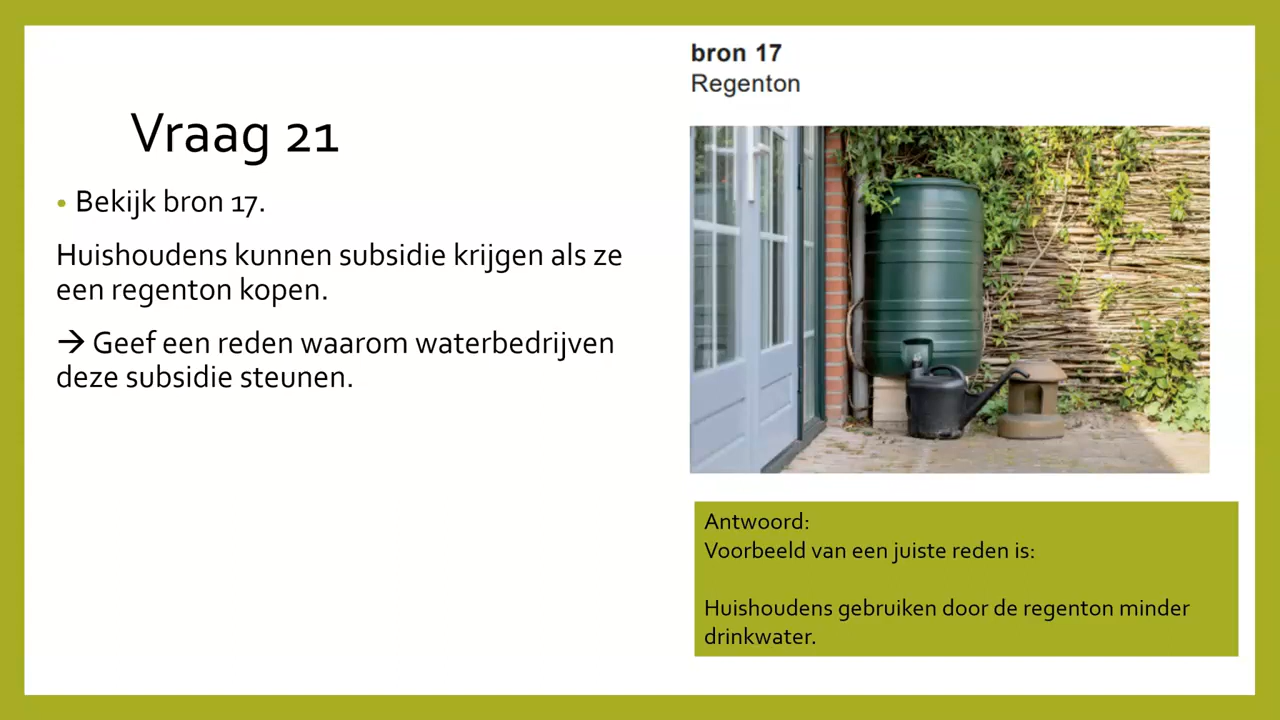 Vraag 21
• Bekijk bron 17.
Huishoudens kunnen subsidie krijgen als ze
een regenton kopen.
→ Geef een reden waarom waterbedrijven
deze subsidie steunen.
bron 17
Regenton
Antwoord:
Voorbeeld van een juiste reden is:
Huishoudens gebruiken door de regenton minder
drinkwater.